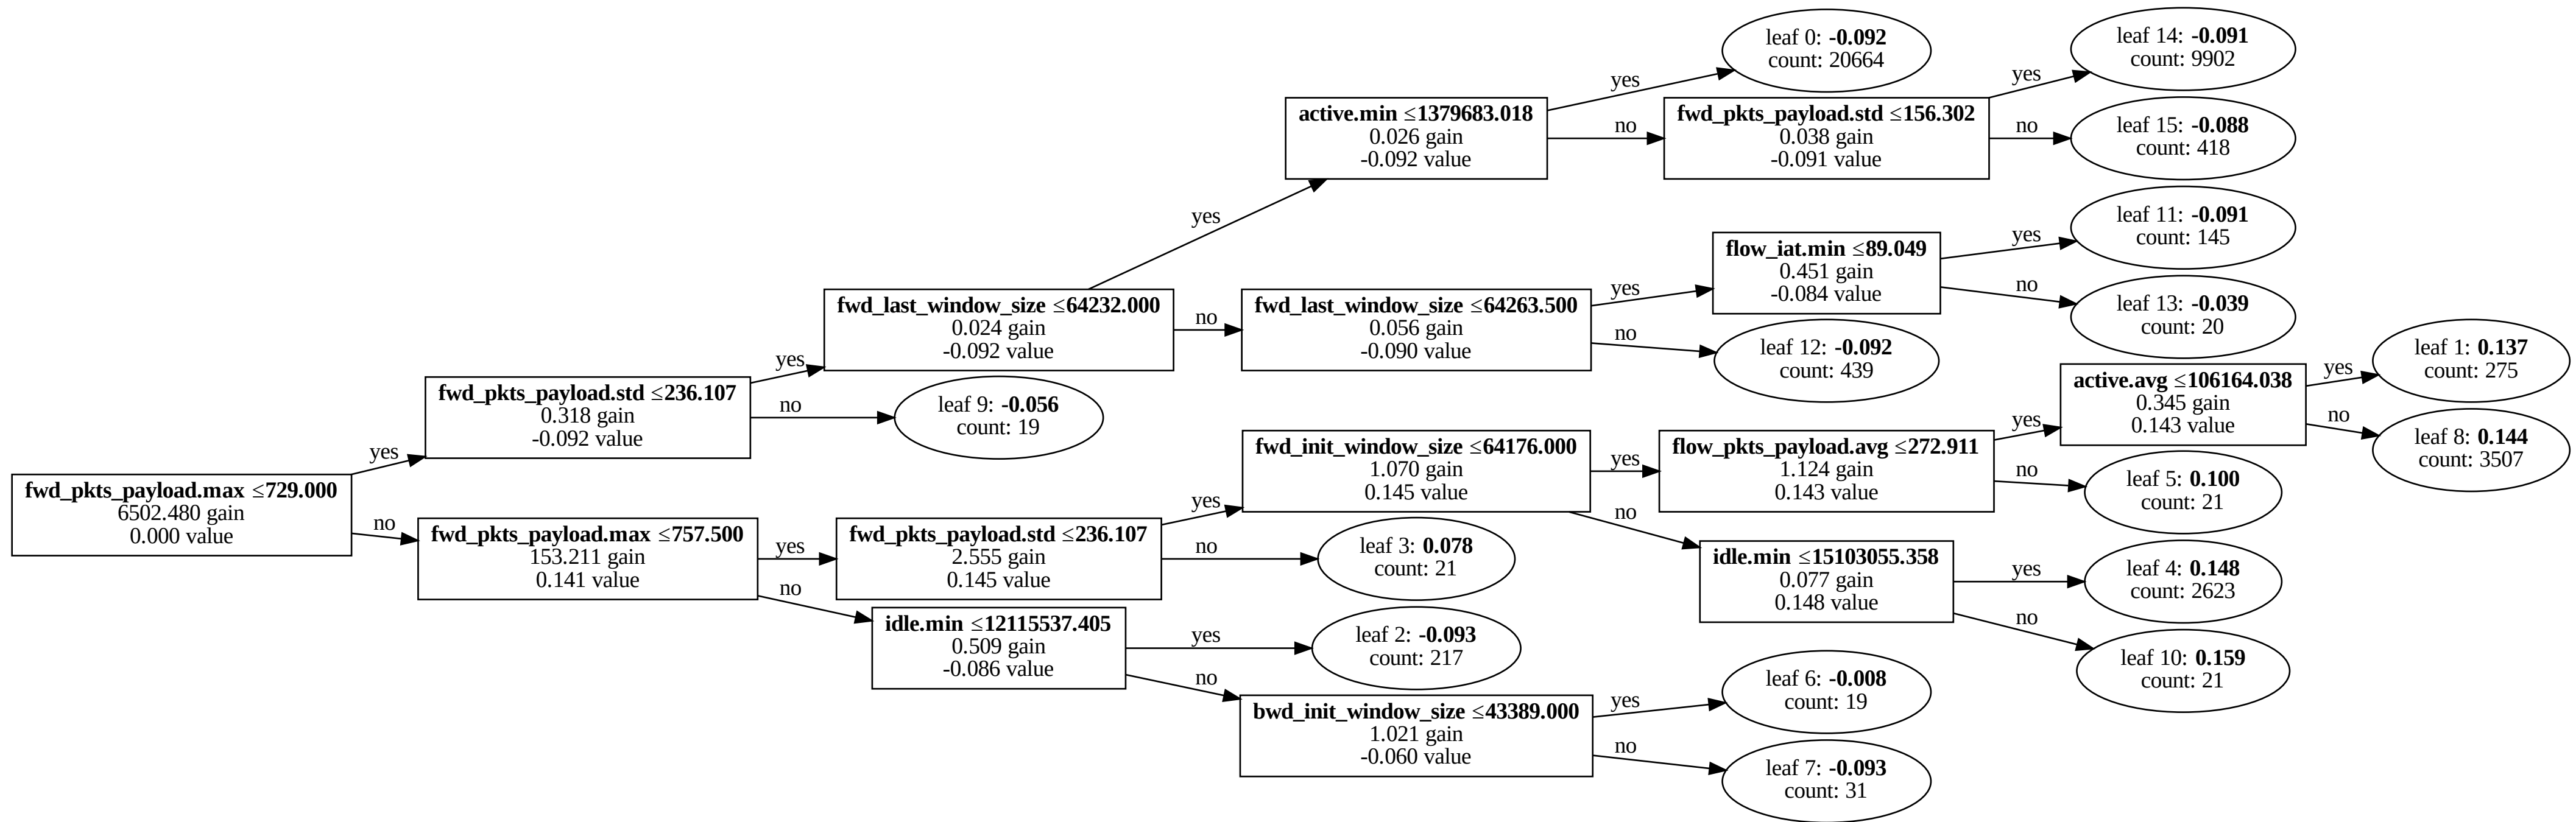 fwd_pkts_payload.max ≤729.000
6502.480 gain
0.000 value
yes
no
fwd_pkts_payload.std ≤236.107
0.318 gain
-0.092 value
yes
no
fwd_pkts_payload.max ≤757.500
153.211 gain
0.141 value
yes
no
fwd_last_window_size ≤64232.000
0.024 gain
-0.092 value
yes
no
leaf 9: -0.056
count: 19
fwd_pkts_payload.std ≤236.107
2.555 gain
0.145 value
yes
no
idle.min ≤12115537.405
0.509 gain
-0.086 value
yes
no
active.min ≤1379683.018
0.026 gain
-0.092 value
yes
no
fwd_last_window_size ≤64263.500
0.056 gain
-0.090 value
yes
no
fwd_init_window_size ≤64176.000
1.070 gain
0.145 value
yes
no
leaf 3: 0.078
count: 21
leaf 2: -0.093
count: 217
bwd_init_window_size ≤43389.000
1.021 gain
-0.060 value
yes
no
leaf 0: -0.092
count: 20664
fwd_pkts_payload.std ≤156.302
0.038 gain
-0.091 value
yes
no
flow_iat.min ≤89.049
0.451 gain
-0.084 value
yes
no
leaf 12: -0.092
count: 439
flow_pkts_payload.avg ≤272.911
1.124 gain
0.143 value
yes
no
idle.min ≤15103055.358
0.077 gain
0.148 value
yes
no
leaf 6: -0.008
count: 19
leaf 7: -0.093
count: 31
leaf 14: -0.091
count: 9902
leaf 15: -0.088
count: 418
leaf 11: -0.091
count: 145
leaf 13: -0.039
count: 20
active.avg ≤106164.038
0.345 gain
0.143 value
yes
no
leaf 5: 0.100
count: 21
leaf 4: 0.148
count: 2623
leaf 10: 0.159
count: 21
leaf 1: 0.137
count: 275
leaf 8: 0.144
count: 3507